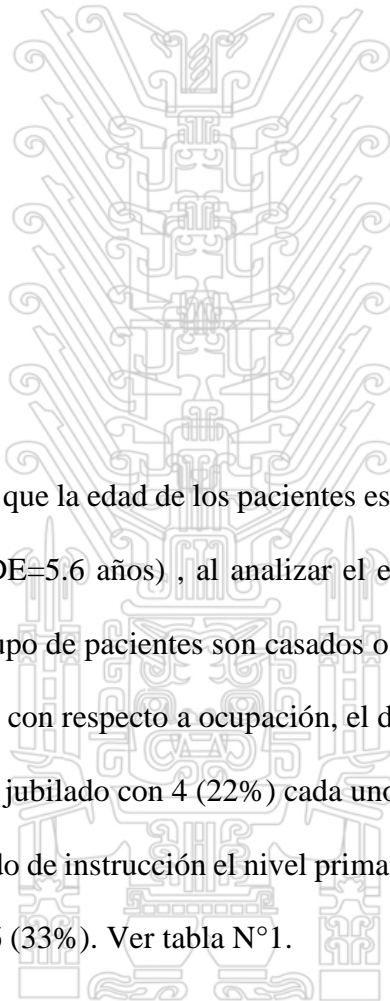 que la edad de los pacientes es
DE=5.6 años) , al analizar el e
upo de pacientes son casados o
con respecto a ocupación, el d
jubilado con 4 (22%) cada uno
do de instrucción el nivel prima
(33%). Ver tabla N°1.